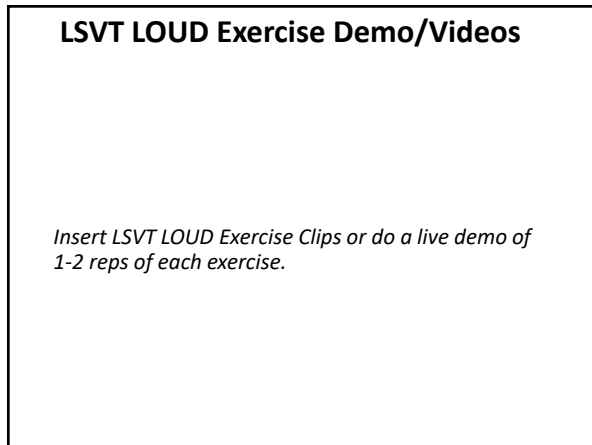 LSVT LOUD Exercise Demo/Videos
Insert LSVT LOUD Exercise Clips or do a live demo of
1-2 reps of each exercise.